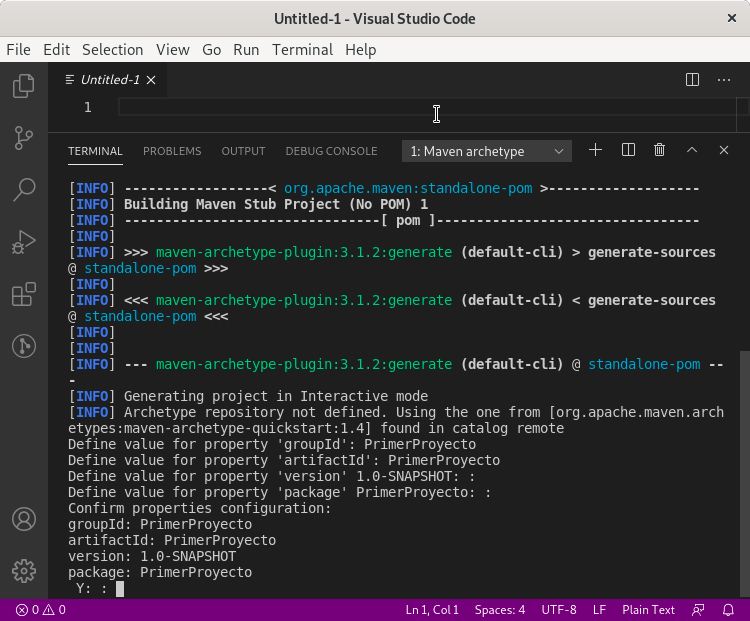 Untitled-1 - Visual Studio Code
File Edit Selection View Go Run Terminal Help
Untitled-1
1
TERMINAL PROBLEMS OUTPUT DEBUG CONSOLE 1: Maven archetype
[INFO] ------------------< org.apache.maven:standalone-pom >-------------------
[INFO] Building Maven Stub Project (No POM) 1
[INFO] --------------------------------[ pom ]---------------------------------
[INFO]
[INFO] >>> maven-archetype-plugin:3.1.2:generate (default-cli) > generate-sources
@ standalone-pom >>>
[INFO]
[INFO] <<< maven-archetype-plugin:3.1.2:generate (default-cli) < generate-sources
@ standalone-pom <<<
[INFO]
[INFO]
[INFO] --- maven-archetype-plugin:3.1.2:generate (default-cli) @ standalone-pom --
-
[INFO] Generating project in Interactive mode
[INFO] Archetype repository not defined. Using the one from [org.apache.maven.arch
etypes:maven-archetype-quickstart:1.4] found in catalog remote
Define value for property 'groupId': PrimerProyecto
Define value for property 'artifactId': PrimerProyecto
Define value for property 'version' 1.0-SNAPSHOT: :
Define value for property 'package' PrimerProyecto: :
Confirm properties configuration:
groupId: PrimerProyecto
artifactId: PrimerProyecto
version: 1.0-SNAPSHOT
package: PrimerProyecto
Y: :
0 0 Ln 1, Col 1 Spaces: 4 UTF-8 LF Plain Text